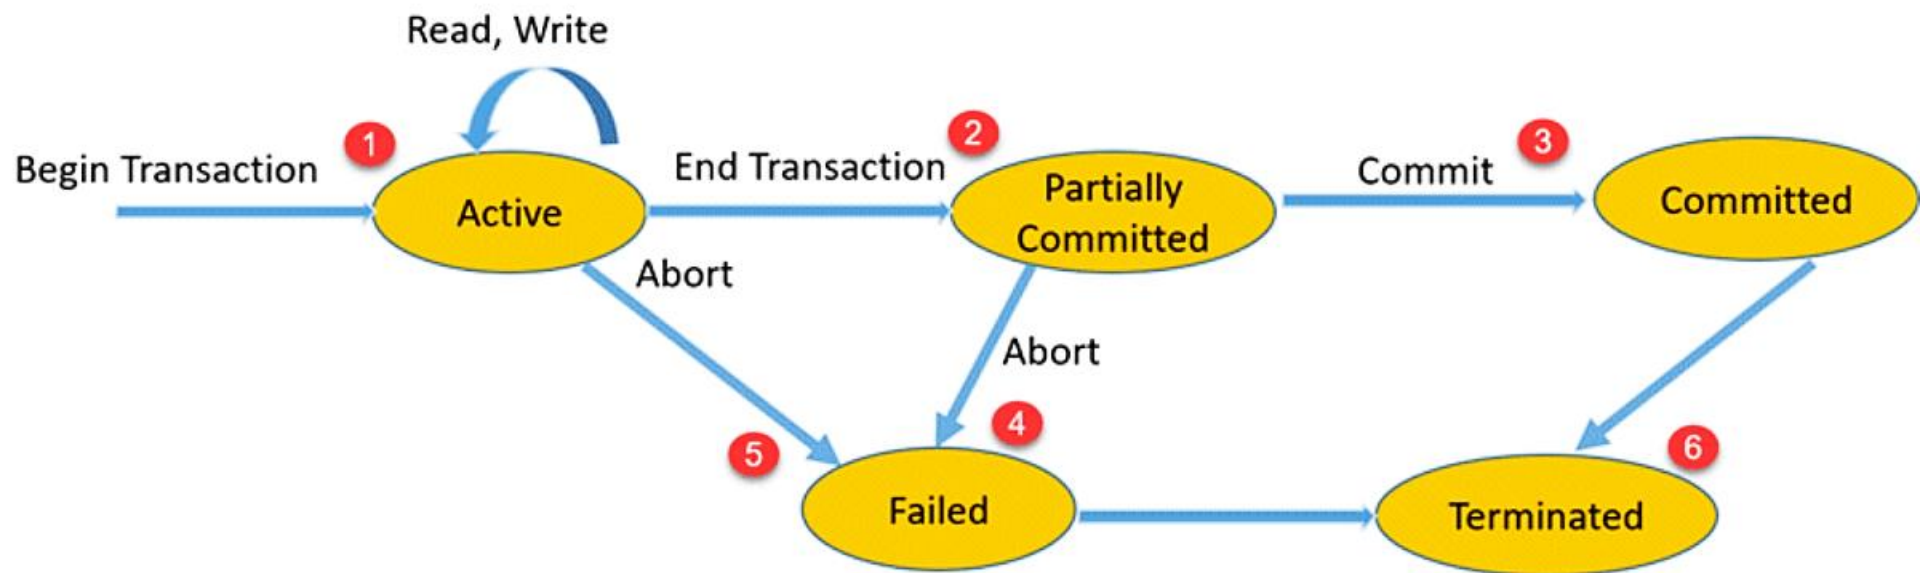 Read, Write
1
2
3
Begin Transaction
End Transaction
Commit
Active
Partially
Committed
Committed
Abort
Abort
4
5
6
Failed
Terminated